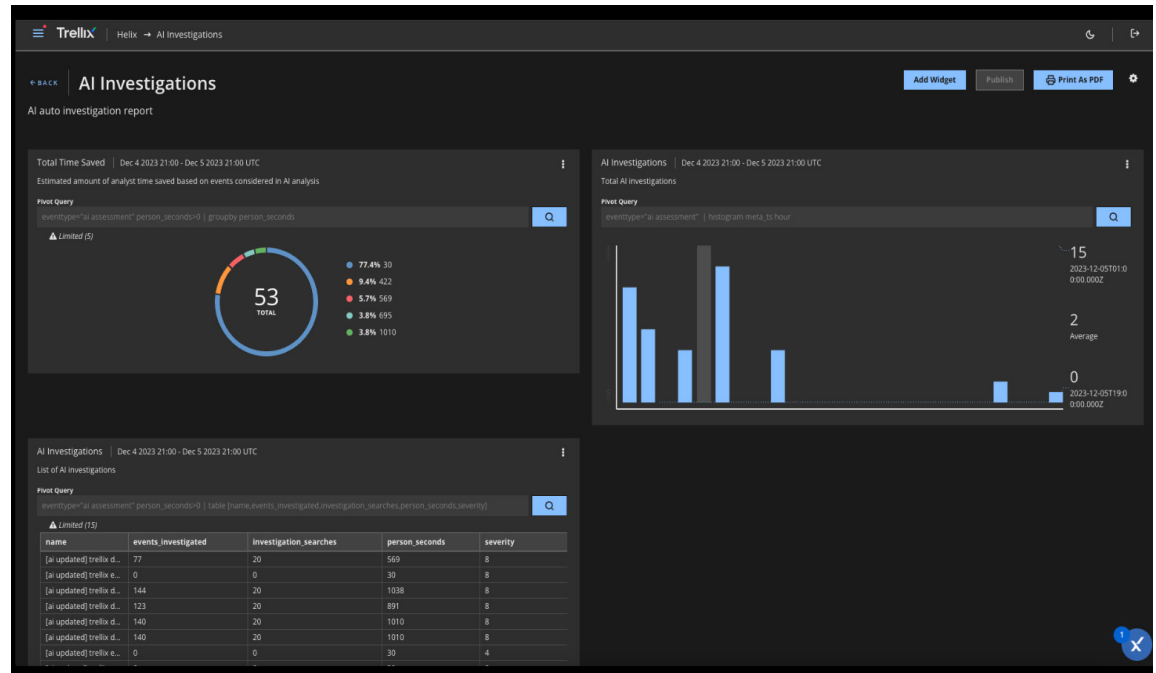 Trellix | Helix → AI Investigations
← BACK
AI Investigations
Add Widget
Publish
Print As PDF
AI auto investigation report
Total Time Saved | Dec 4 2023 21:00 - Dec 5 2023 21:00 UTC
Estimated amount of analyst time saved based on events considered in AI analysis
Pivot Query
eventtype="ai assessment" person_seconds>0 | groupby person_seconds
Limited (5)
53
TOTAL
77.4% 30
9.4% 422
5.7% 569
3.8% 695
3.8% 1010
AI Investigations | Dec 4 2023 21:00 - Dec 5 2023 21:00 UTC
Total AI investigations
Pivot Query
eventtype="ai assessment" | histogram meta_ts hour
15
2023-12-05T01:0
0:00.000Z
2
Average
0
2023-12-05T19:0
0:00.000Z
AI Investigations | Dec 4 2023 21:00 - Dec 5 2023 21:00 UTC
List of AI investigations
Pivot Query
eventtype="ai assessment" person_seconds>0 | table [name,events_investigated,investigation_searches,person_seconds,severity]
Limited (15)
name events_investigated investigation_searches person_seconds severity
[ai updated] trellix d... 77 20 569 8
[ai updated] trellix e... 0 0 30 8
[ai updated] trellix d... 144 20 1038 8
[ai updated] trellix d... 123 20 891 8
[ai updated] trellix d... 140 20 1010 8
[ai updated] trellix d... 140 20 1010 8
[ai updated] trellix e... 0 0 30 4
1